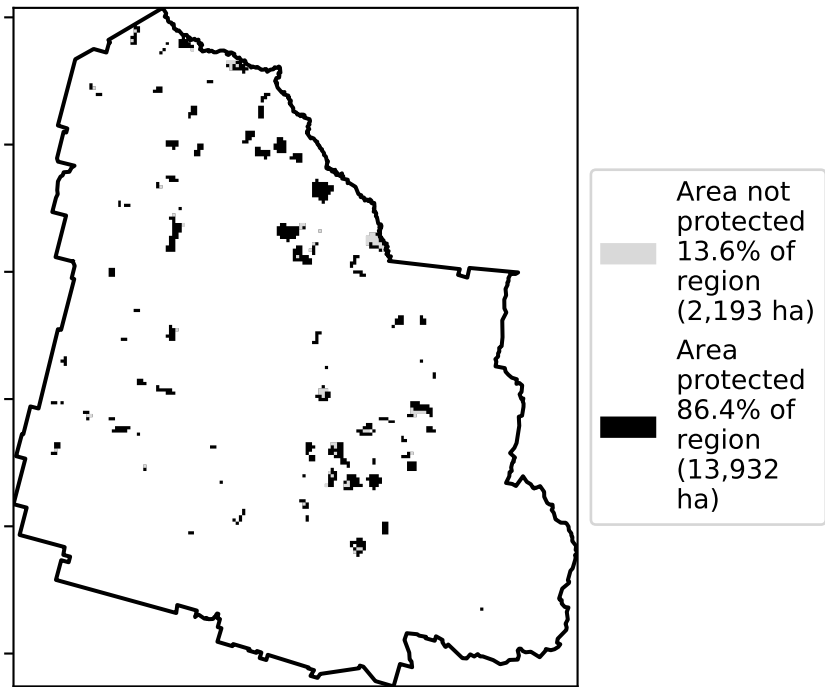 Area not
protected
13.6% of
region
(2,193 ha)
Area
protected
86.4% of
region
(13,932
ha)